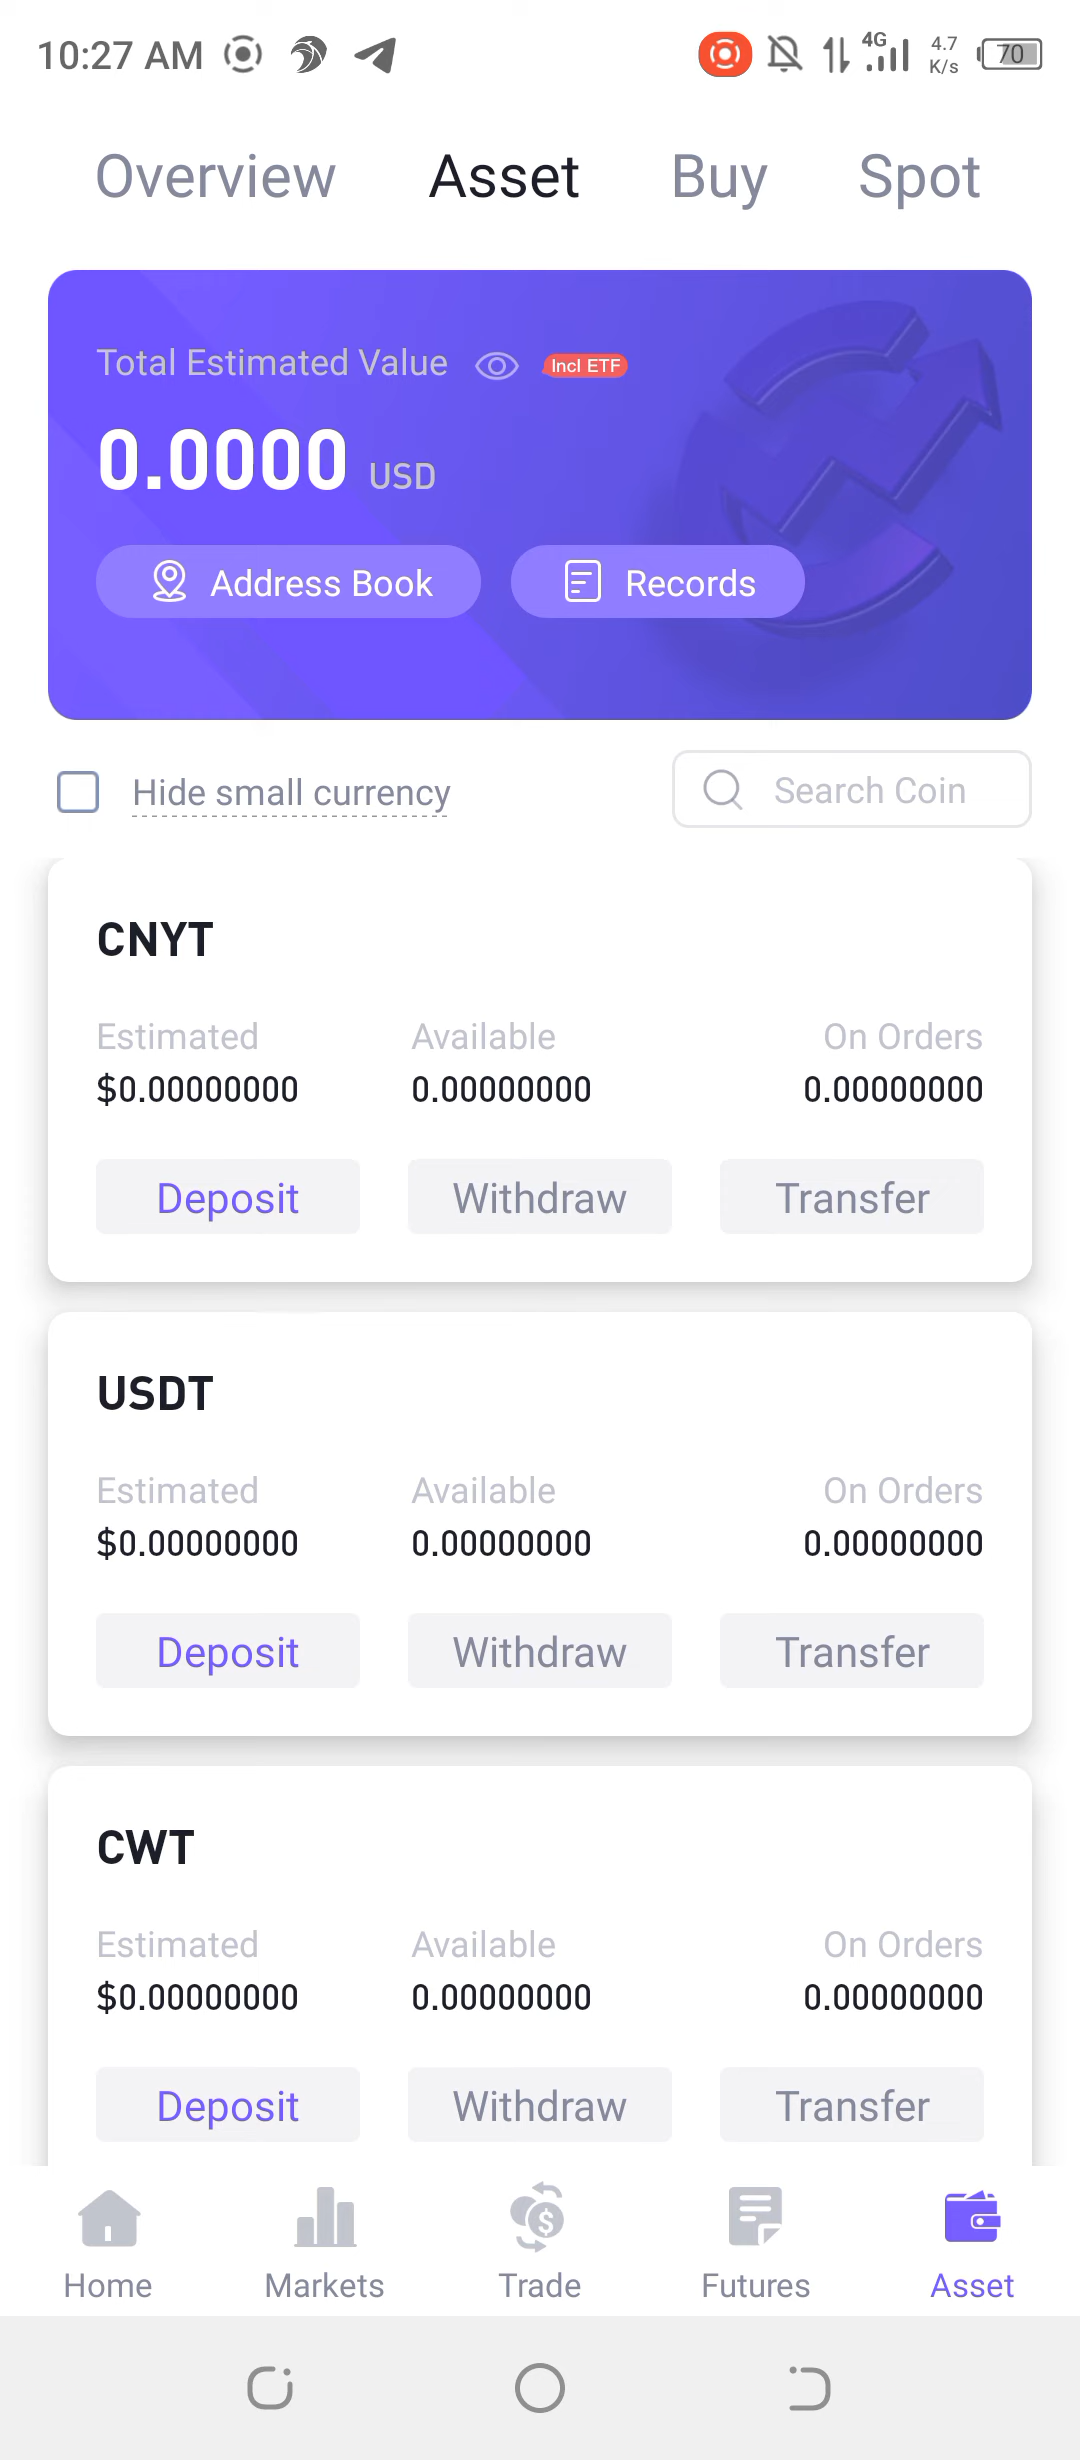 10:27 AM 4G 4.7 K/s 70
Overview Asset Buy Spot
Total Estimated Value Incl ETF
0.0000 USD
Address Book Records
Hide small currency Search Coin
CNYT
Estimated Available On Orders
$0.00000000 0.00000000 0.00000000
Deposit Withdraw Transfer
USDT
Estimated Available On Orders
$0.00000000 0.00000000 0.00000000
Deposit Withdraw Transfer
CWT
Estimated Available On Orders
$0.00000000 0.00000000 0.00000000
Deposit Withdraw Transfer
Home Markets Trade Futures Asset